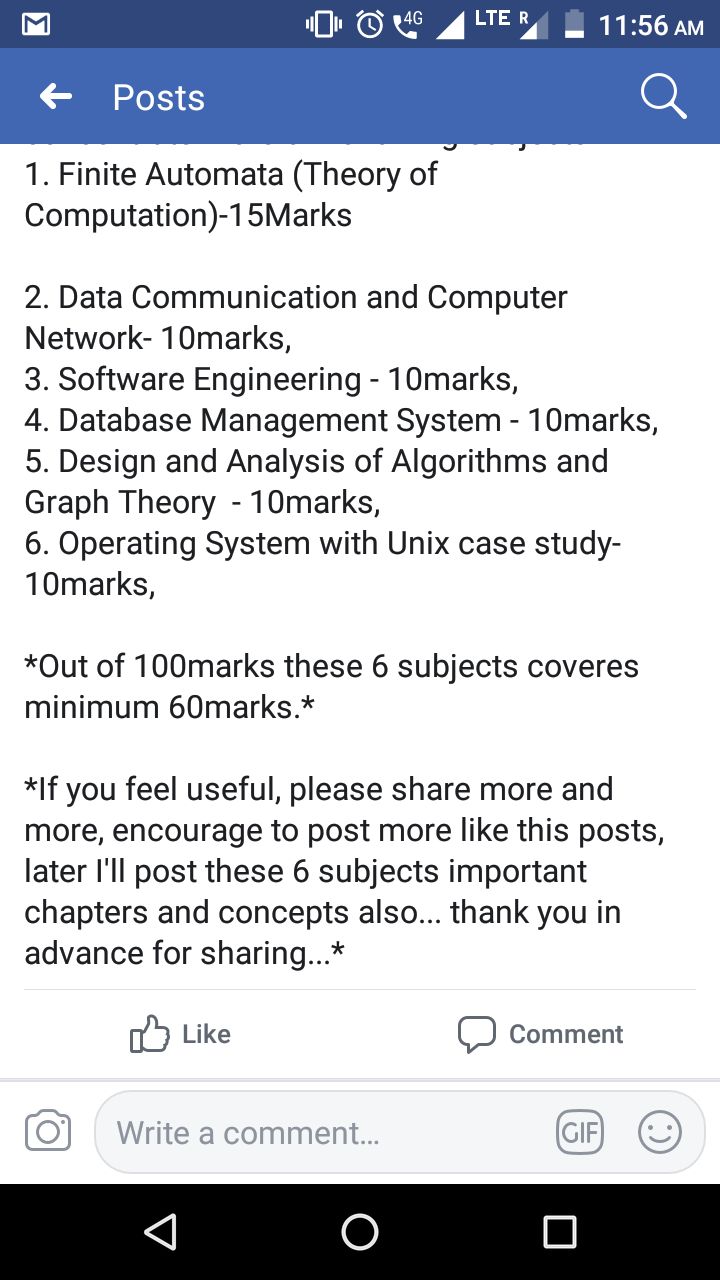 4G LTE R 11:56 AM
Posts
1. Finite Automata (Theory of
Computation)-15Marks
2. Data Communication and Computer
Network- 10marks,
3. Software Engineering - 10marks,
4. Database Management System - 10marks,
5. Design and Analysis of Algorithms and
Graph Theory  - 10marks,
6. Operating System with Unix case study-
10marks,
*Out of 100marks these 6 subjects coveres
minimum 60marks.*
*If you feel useful, please share more and
more, encourage to post more like this posts,
later I'll post these 6 subjects important
chapters and concepts also... thank you in
advance for sharing...*
Like Comment
Write a comment... GIF